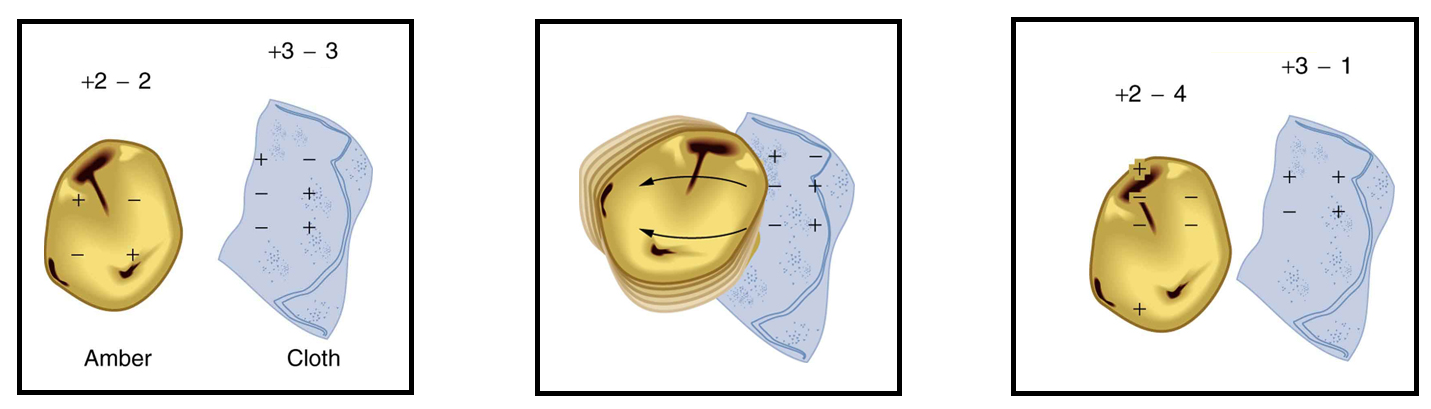 +2 – 2
+3 – 3
+ –
– +
+ –
– +
– +
Amber
Cloth
+ –
– +
– +
+2 – 4
+3 – 1
+
– –
– –
+
+ +
– +